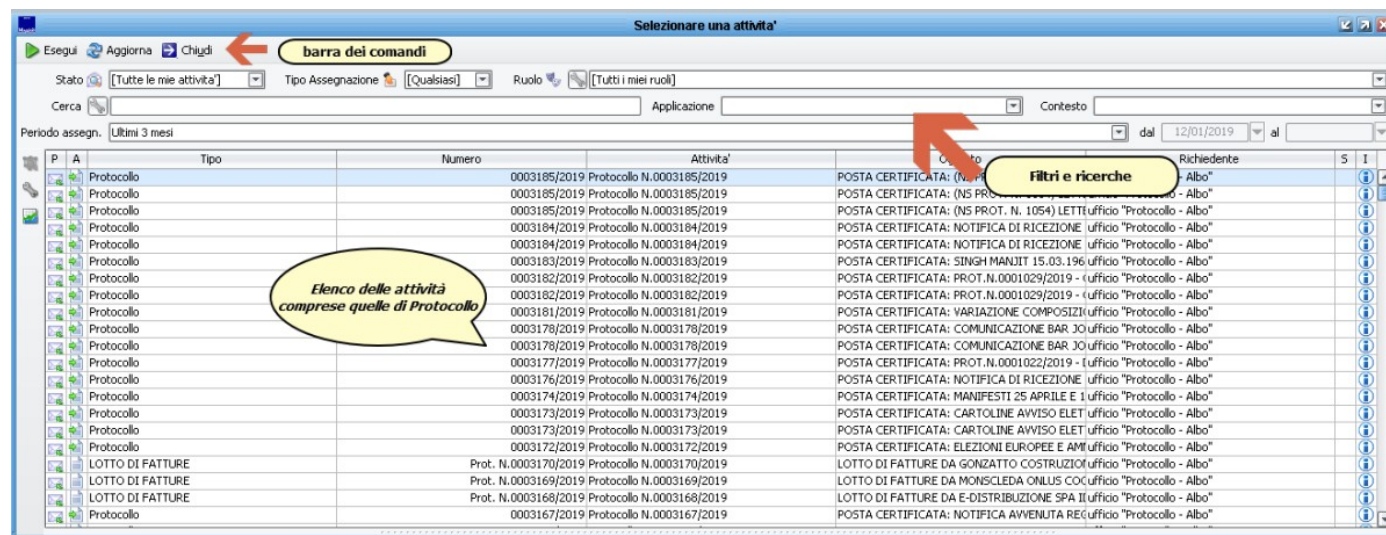 Selezionare una attivita'
Esegui Aggiorna Chiudi barra dei comandi
Stato [Tutte le mie attivita'] Tipo Assegnazione [Qualsiasi] Ruolo [Tutti i miei ruoli]
Cerca Applicazione Contesto
Periodo assegn. Ultimi 3 mesi dal 12/01/2019 al
P A Tipo Numero Attivita' Richiedente S I
Filtri e ricerche
Protocollo 0003185/2019 Protocollo N.0003185/2019 POSTA CERTIFICATA: (NS - Albo"
Protocollo 0003185/2019 Protocollo N.0003185/2019 POSTA CERTIFICATA: (NS - Albo"
Protocollo 0003185/2019 Protocollo N.0003185/2019 POSTA CERTIFICATA: (NS PROT. N. 1054) LETTE ufficio "Protocollo - Albo"
Protocollo 0003184/2019 Protocollo N.0003184/2019 POSTA CERTIFICATA: NOTIFICA DI RICEZIONE ufficio "Protocollo - Albo"
Protocollo 0003184/2019 Protocollo N.0003184/2019 POSTA CERTIFICATA: NOTIFICA DI RICEZIONE ufficio "Protocollo - Albo"
Protocollo 0003183/2019 Protocollo N.0003183/2019 POSTA CERTIFICATA: SINGH MANJIT 15.03.196 ufficio "Protocollo - Albo"
Protocollo 0003182/2019 Protocollo N.0003182/2019 POSTA CERTIFICATA: PROT.N.0001029/2019 - ufficio "Protocollo - Albo"
Protocollo 0003182/2019 Protocollo N.0003182/2019 POSTA CERTIFICATA: PROT.N.0001029/2019 - ufficio "Protocollo - Albo"
Elenco delle attività
comprese quelle di Protocollo
Protocollo 0003181/2019 Protocollo N.0003181/2019 POSTA CERTIFICATA: VARIAZIONE COMPOSIZI ufficio "Protocollo - Albo"
Protocollo 0003178/2019 Protocollo N.0003178/2019 POSTA CERTIFICATA: COMUNICAZIONE BAR JO ufficio "Protocollo - Albo"
Protocollo 0003178/2019 Protocollo N.0003178/2019 POSTA CERTIFICATA: COMUNICAZIONE BAR JO ufficio "Protocollo - Albo"
Protocollo 0003177/2019 Protocollo N.0003177/2019 POSTA CERTIFICATA: PROT.N.0001022/2019 - ufficio "Protocollo - Albo"
Protocollo 0003176/2019 Protocollo N.0003176/2019 POSTA CERTIFICATA: NOTIFICA DI RICEZIONE ufficio "Protocollo - Albo"
Protocollo 0003174/2019 Protocollo N.0003174/2019 POSTA CERTIFICATA: MANIFESTI 25 APRILE E 1 ufficio "Protocollo - Albo"
Protocollo 0003173/2019 Protocollo N.0003173/2019 POSTA CERTIFICATA: CARTOLINE AVVISO ELET ufficio "Protocollo - Albo"
Protocollo 0003173/2019 Protocollo N.0003173/2019 POSTA CERTIFICATA: CARTOLINE AVVISO ELET ufficio "Protocollo - Albo"
Protocollo 0003172/2019 Protocollo N.0003172/2019 POSTA CERTIFICATA: ELEZIONI EUROPEE E AM ufficio "Protocollo - Albo"
LOTTO DI FATTURE Prot. N.0003170/2019 Protocollo N.0003170/2019 LOTTO DI FATTURE DA GONZATTO COSTRUZIO ufficio "Protocollo - Albo"
LOTTO DI FATTURE Prot. N.0003169/2019 Protocollo N.0003169/2019 LOTTO DI FATTURE DA MONSCLEDA ONLUS COO ufficio "Protocollo - Albo"
LOTTO DI FATTURE Prot. N.0003168/2019 Protocollo N.0003168/2019 LOTTO DI FATTURE DA E-DISTRIBUZIONE SPA ufficio "Protocollo - Albo"
Protocollo 0003167/2019 Protocollo N.0003167/2019 POSTA CERTIFICATA: NOTIFICA AVVENUTA REC ufficio "Protocollo - Albo"